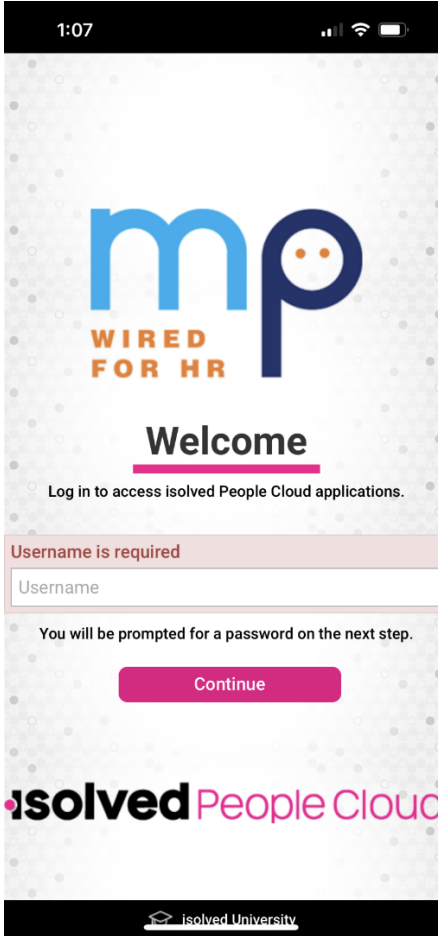 1:07
mp
WIRED
FOR HR
Welcome
Log in to access isolved People Cloud applications.
Username is required
Username
You will be prompted for a password on the next step.
Continue
isolved People Cloud
isolved University